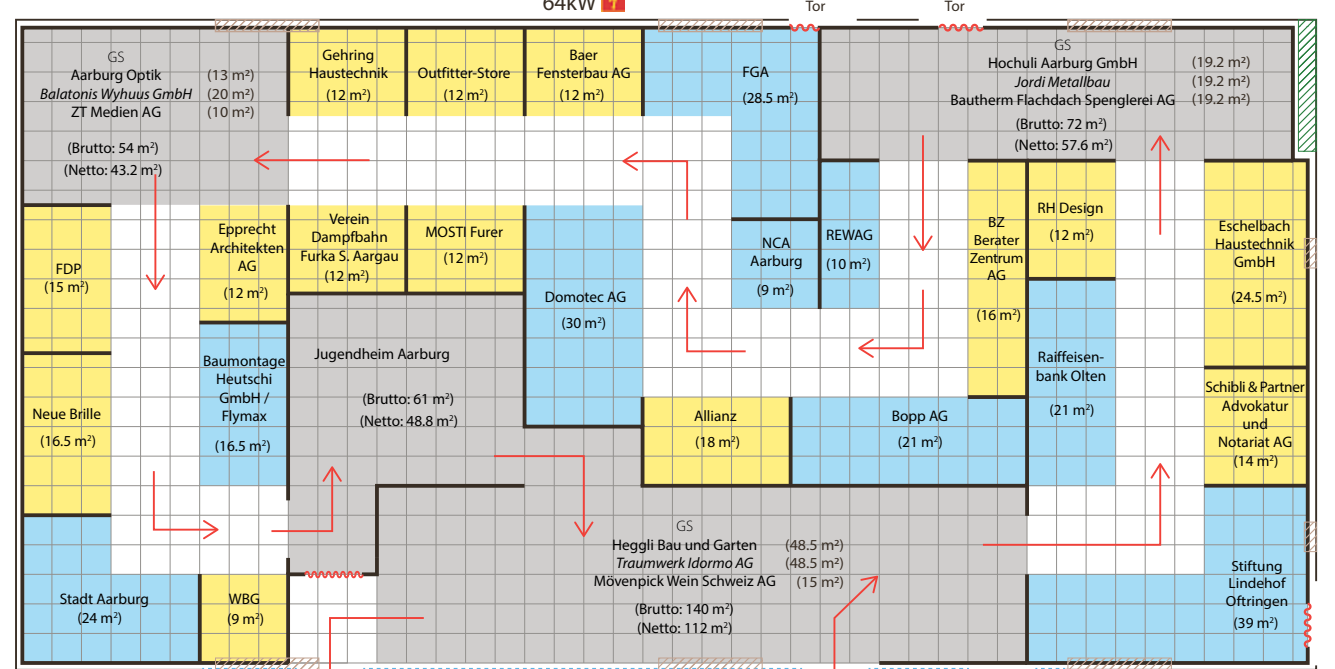 64kW
Tor
Tor
GS
Aarburg Optik (13 m²)
Balatonis Wyhuus GmbH (20 m²)
ZT Medien AG (10 m²)
(Brutto: 54 m²)
(Netto: 43.2 m²)
Gehring
Haustechnik
(12 m²)
Outfitter-Store
(12 m²)
Baer
Fensterbau AG
(12 m²)
FGA
(28.5 m²)
GS
Hochuli Aarburg GmbH (19.2 m²)
Jordi Metallbau (19.2 m²)
Bautherm Flachdach Spenglerei AG (19.2 m²)
(Brutto: 72 m²)
(Netto: 57.6 m²)
FDP
(15 m²)
Epprecht
Architekten
AG
(12 m²)
Verein
Dampfbahn
Furka S. Aargau
(12 m²)
MOSTI Furer
(12 m²)
Domotec AG
(30 m²)
NCA
Aarburg
(9 m²)
REWAG
(10 m²)
BZ
Berater
Zentrum
AG
(16 m²)
RH Design
(12 m²)
Eschelbach
Haustechnik
GmbH
(24.5 m²)
Neue Brille
(16.5 m²)
Baumontage
Heutschi
GmbH /
Flymax
(16.5 m²)
Jugendheim Aarburg
(Brutto: 61 m²)
(Netto: 48.8 m²)
Allianz
(18 m²)
Bopp AG
(21 m²)
Raiffeisen-
bank Olten
(21 m²)
Schibli & Partner
Advokatur
und
Notariat AG
(14 m²)
Stadt Aarburg
(24 m²)
WBG
(9 m²)
GS
Heggli Bau und Garten (48.5 m²)
Traumwerk Idormo AG (48.5 m²)
Mövenpick Wein Schweiz AG (15 m²)
(Brutto: 140 m²)
(Netto: 112 m²)
Stiftung
Lindehof
Oftringen
(39 m²)